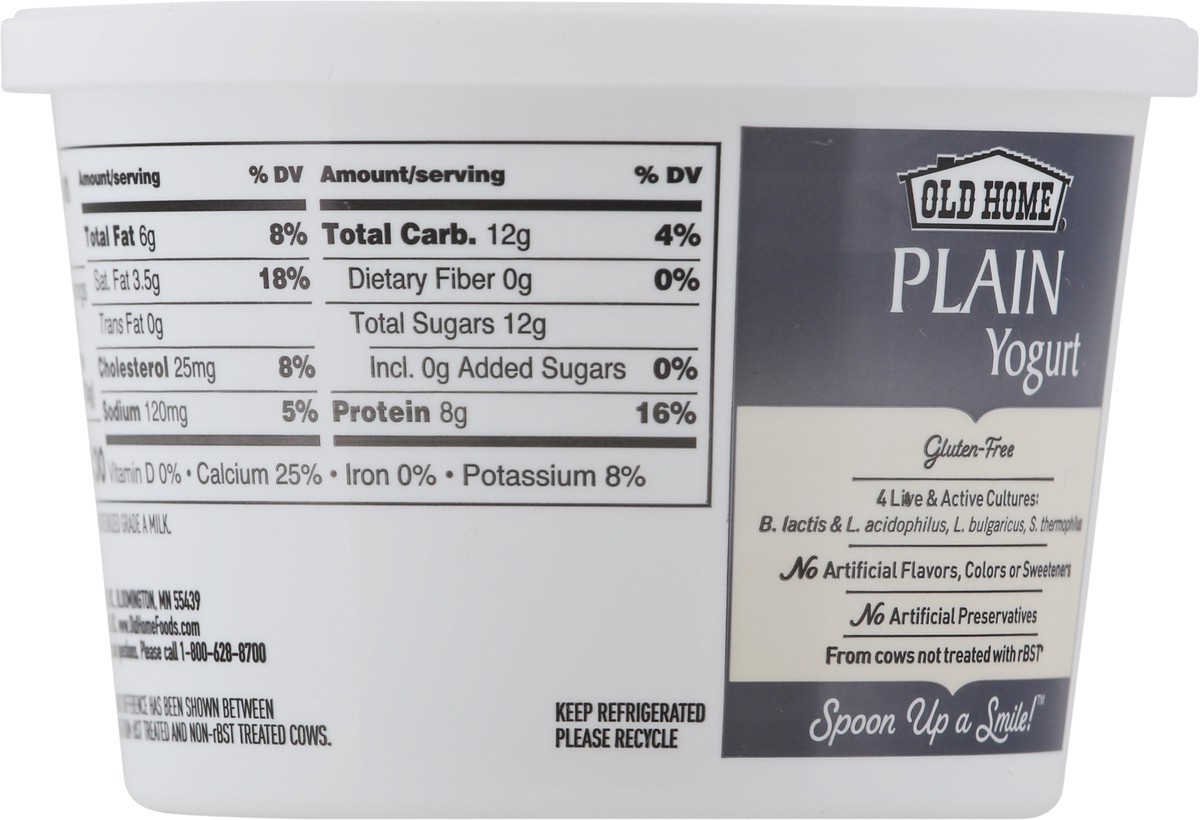 Amount/serving % DV Amount/serving % DV
Total Fat 6g 8% Total Carb. 12g 4%
Sat. Fat 3.5g 18% Dietary Fiber 0g 0%
Trans Fat 0g Total Sugars 12g
Cholesterol 25mg 8% Incl. 0g Added Sugars 0%
Sodium 120mg 5% Protein 8g 16%
Vitamin D 0% • Calcium 25% • Iron 0% • Potassium 8%
GRADE A MILK.
BLOOMINGTON, MN 55439
www.OldHomeFoods.com
Please call 1-800-628-8700
HAS BEEN SHOWN BETWEEN
TREATED AND NON-rBST TREATED COWS.
KEEP REFRIGERATED
PLEASE RECYCLE
OLD HOME
PLAIN
Yogurt
Gluten-Free
4 Live & Active Cultures:
B. lactis & L. acidophilus, L. bulgaricus, S. thermophilus
No Artificial Flavors, Colors or Sweeteners
No Artificial Preservatives
From cows not treated with rBST*
Spoon Up a Smile!™